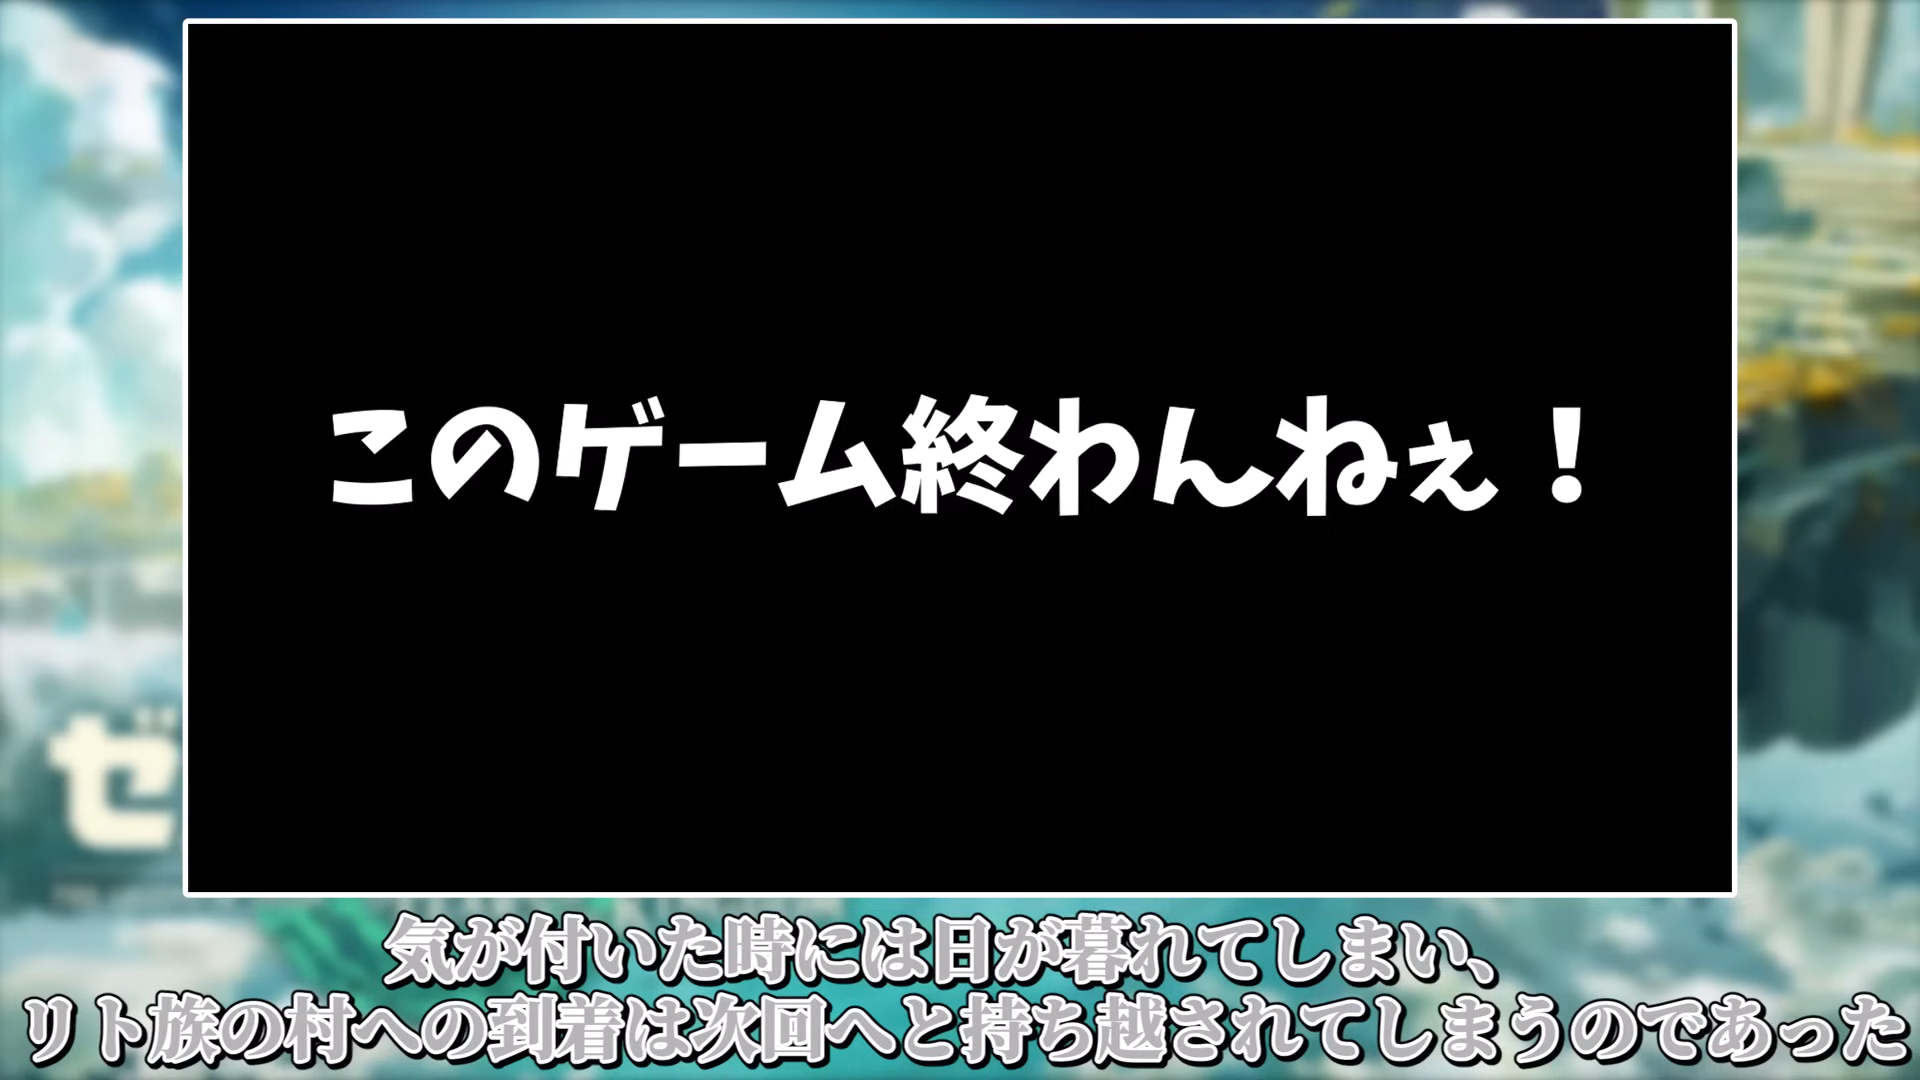 このゲーム終わんねぇ！
ゼ
気が付いた時には日が暮れてしまい、
リト族の村への到着は次回へと持ち越されてしまうのであった